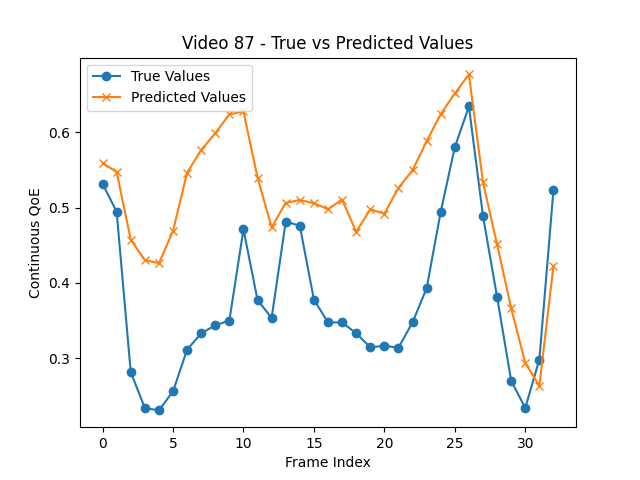 Video 87 - True vs Predicted Values
True Values
Predicted Values
Continuous QoE
0.6
0.5
0.4
0.3
0 5 10 15 20 25 30
Frame Index